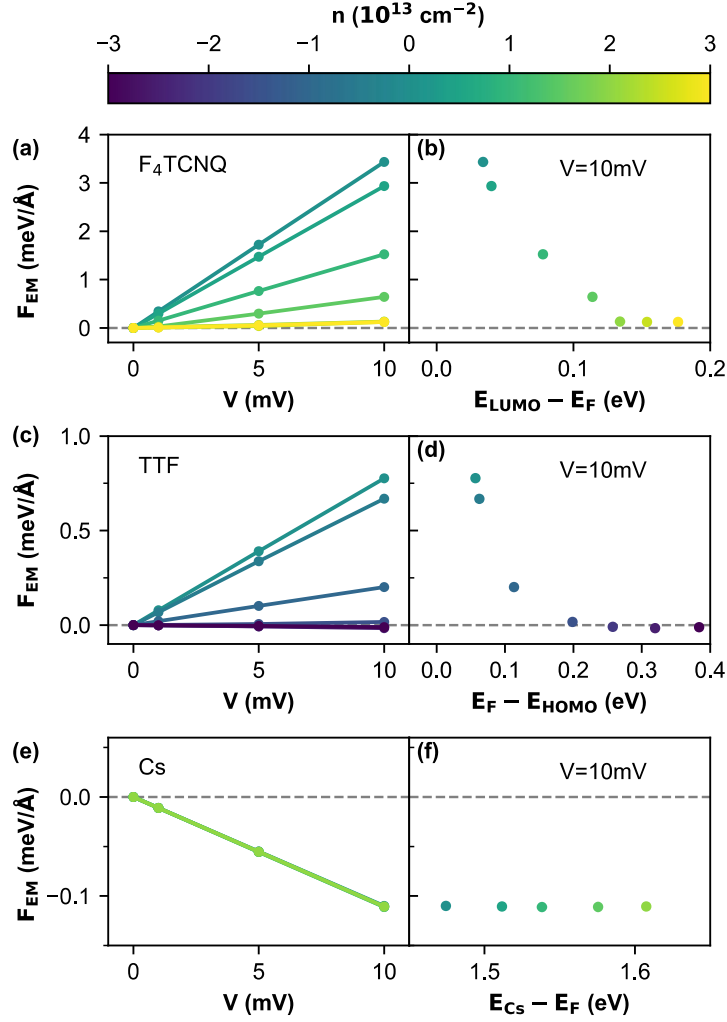 n (10¹³ cm⁻²)
−3 −2 −1 0 1 2 3
(a) F₄TCNQ
4
3
2
1
0
F_EM (meV/Å)
0 5 10
V (mV)
(b) V=10mV
0.0 0.1 0.2
E_LUMO − E_F (eV)
(c) TTF
1.0
0.5
0.0
F_EM (meV/Å)
0 5 10
V (mV)
(d) V=10mV
0.0 0.1 0.2 0.3 0.4
E_F − E_HOMO (eV)
(e) Cs
0.0
−0.1
F_EM (meV/Å)
0 5 10
V (mV)
(f) V=10mV
1.5 1.6
E_Cs − E_F (eV)